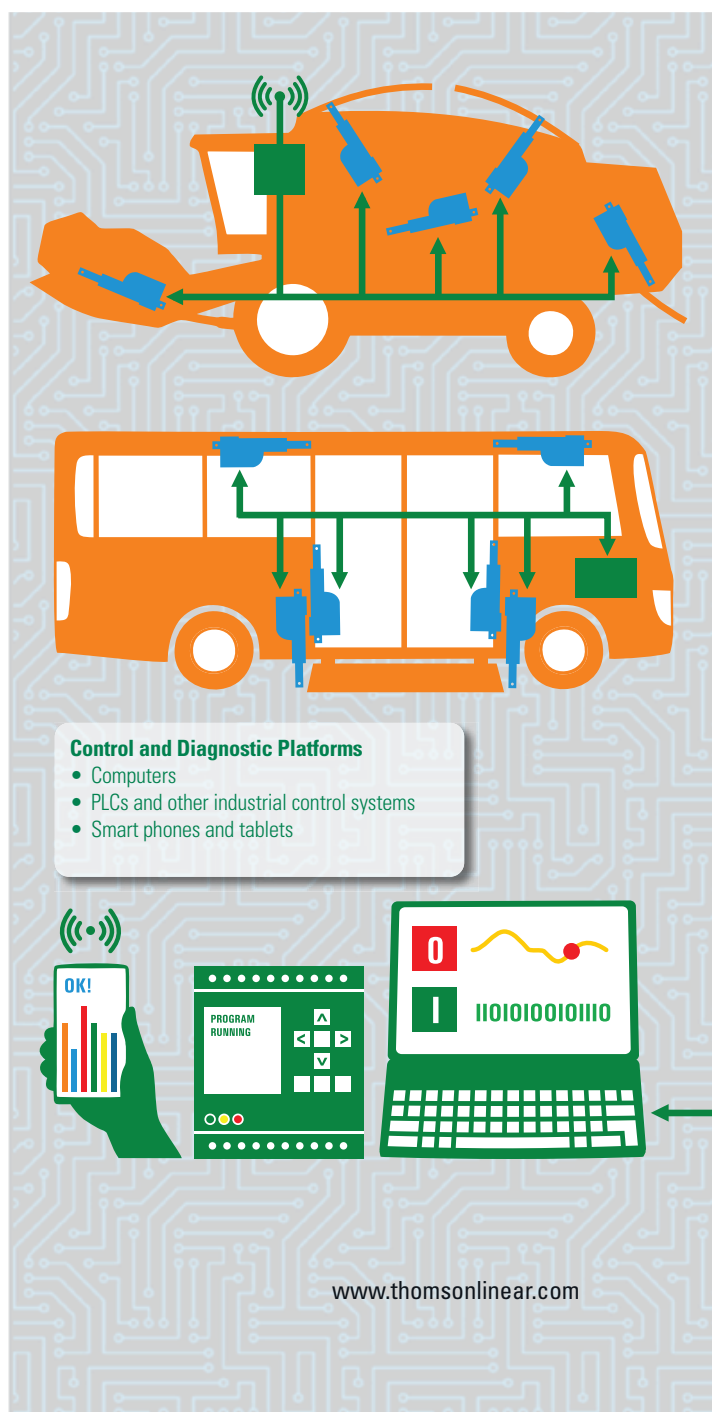 Control and Diagnostic Platforms
• Computers
• PLCs and other industrial control systems
• Smart phones and tablets
OK!
PROGRAM
RUNNING
0
I
IIOIOIOOIOIIIO
www.thomsonlinear.com